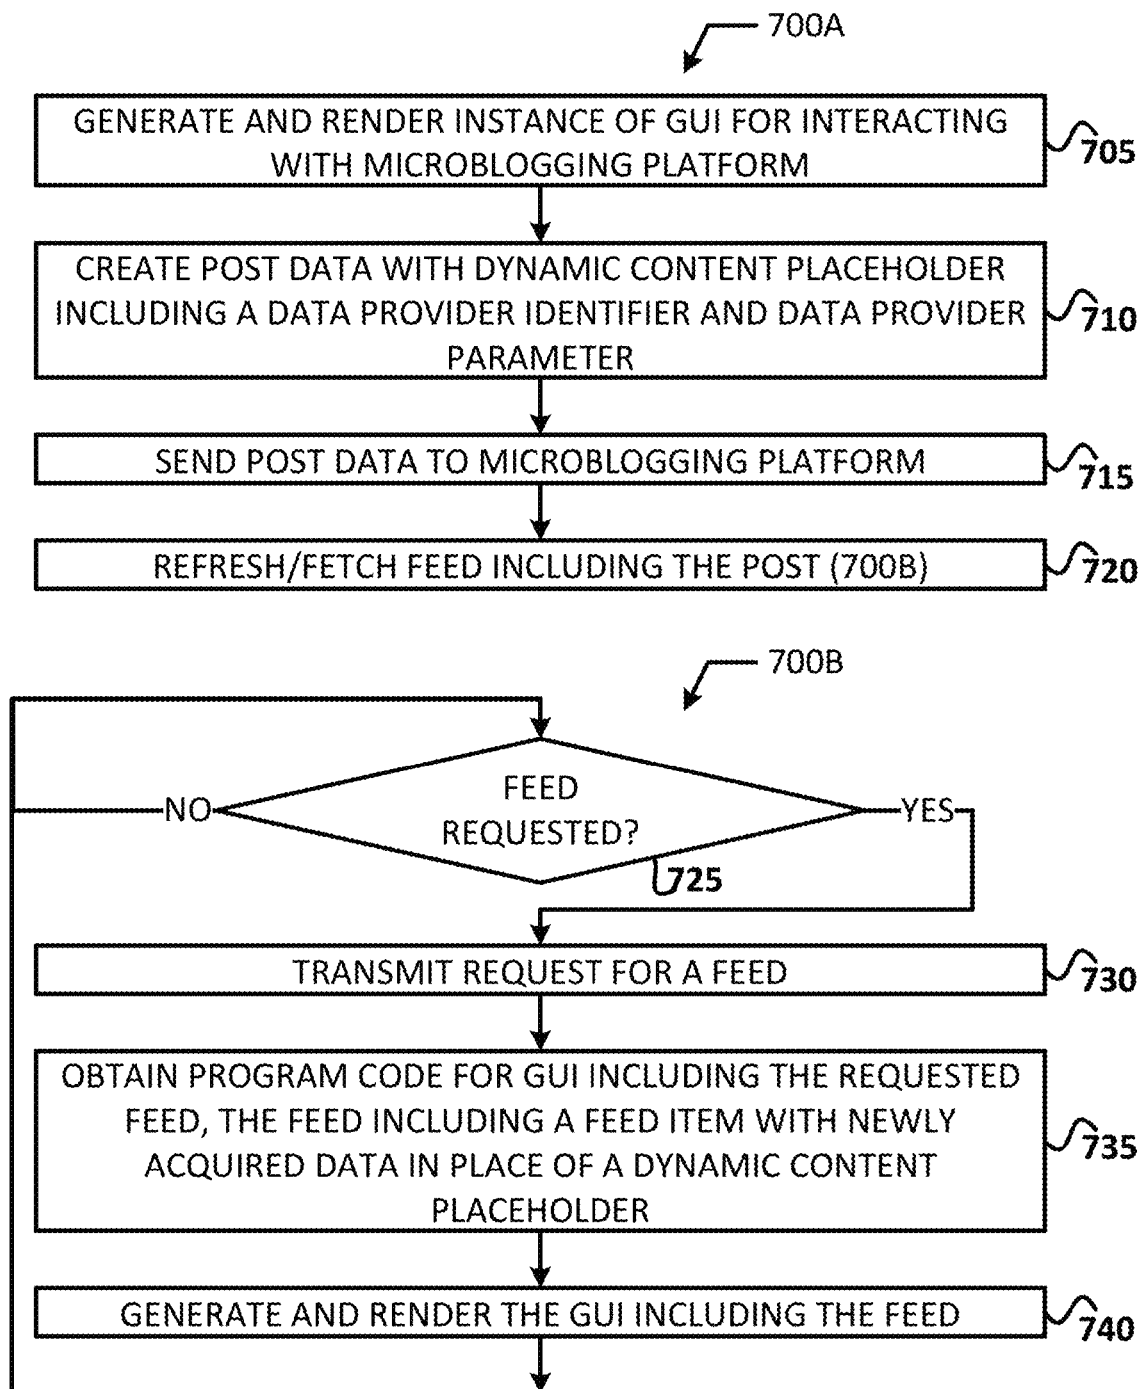 700A
GENERATE AND RENDER INSTANCE OF GUI FOR INTERACTING
WITH MICROBLOGGING PLATFORM
705
CREATE POST DATA WITH DYNAMIC CONTENT PLACEHOLDER
INCLUDING A DATA PROVIDER IDENTIFIER AND DATA PROVIDER
PARAMETER
710
SEND POST DATA TO MICROBLOGGING PLATFORM
715
REFRESH/FETCH FEED INCLUDING THE POST (700B)
720
700B
FEED
REQUESTED?
NO
YES
725
TRANSMIT REQUEST FOR A FEED
730
OBTAIN PROGRAM CODE FOR GUI INCLUDING THE REQUESTED
FEED, THE FEED INCLUDING A FEED ITEM WITH NEWLY
ACQUIRED DATA IN PLACE OF A DYNAMIC CONTENT
PLACEHOLDER
735
GENERATE AND RENDER THE GUI INCLUDING THE FEED
740